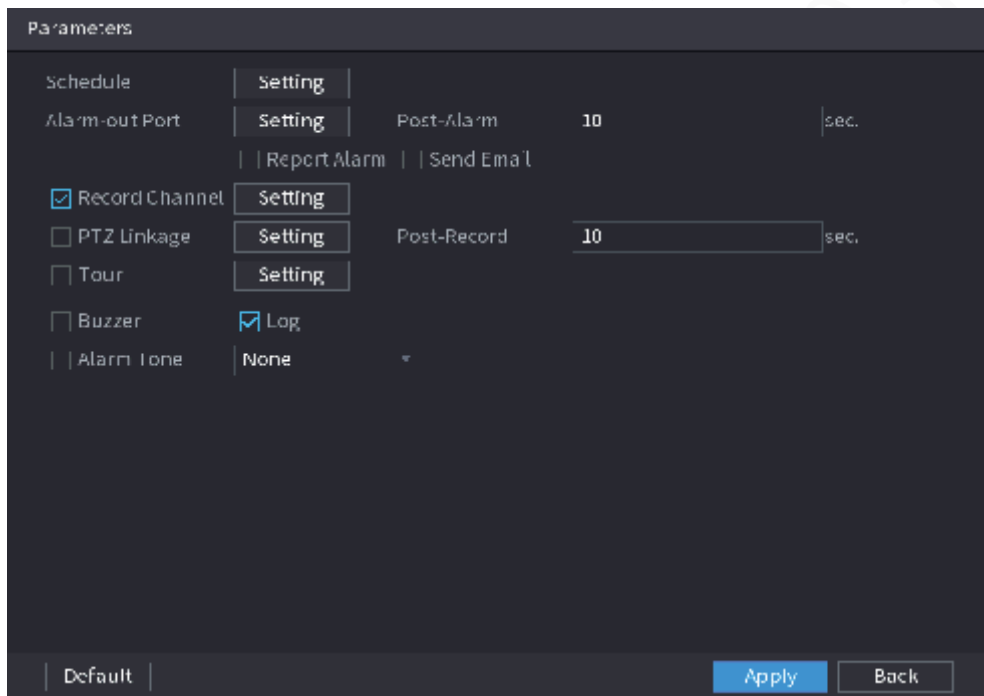 Parameters
Schedule Setting
Alarm-out Port Setting Post-Alarm 10 sec.
Report Alarm Send Email
Record Channel Setting
PTZ Linkage Setting Post-Record 10 sec.
Tour Setting
Buzzer Log
Alarm Tone None
Default Apply Back